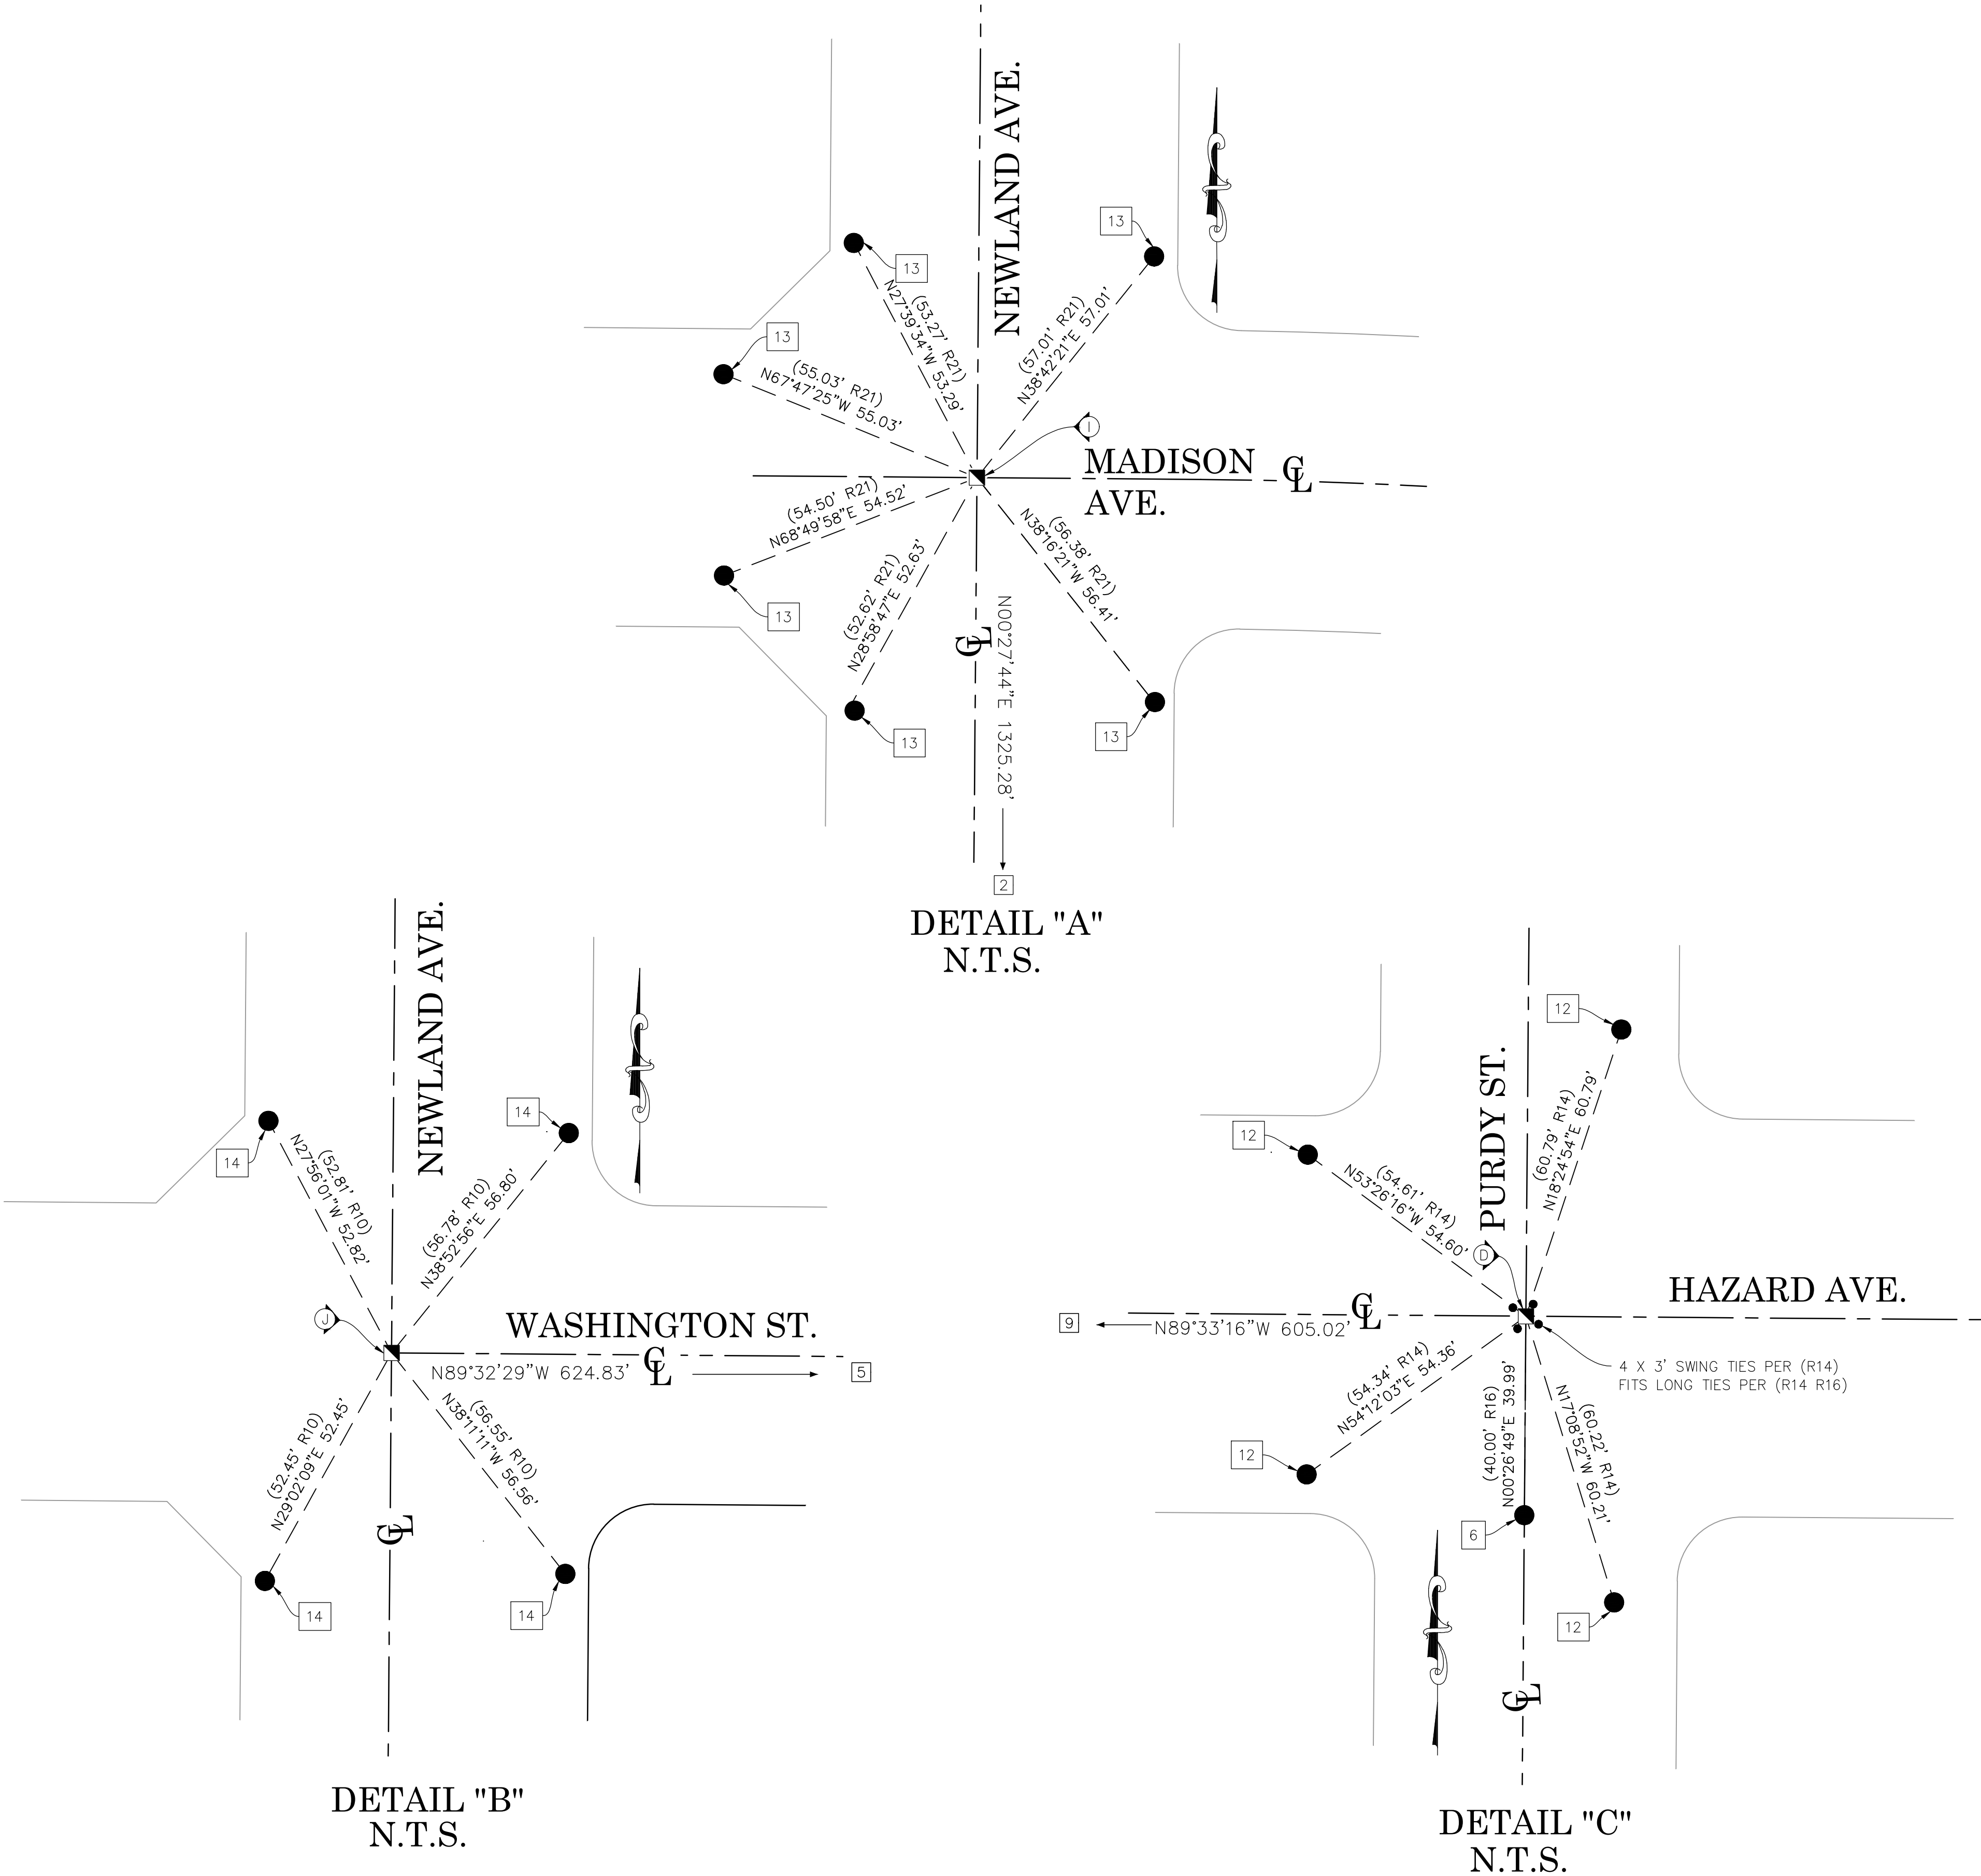 NEWLAND AVE.
13
13
(53.27' R21)
N27°39'34"W 53.29'
(57.01' R21)
N38°42'21"E 57.01'
13
(55.03' R21)
N67°47'25"W 55.03'
I
MADISON
AVE.
CL
(54.50' R21)
N68°49'58"E 54.52'
(56.38' R21)
N38°16'21"W 56.41'
13
(52.62' R21)
N28°58'47"E 52.63'
CL
N00°27'44"E 1325.28'
13
13
2
DETAIL "A"
N.T.S.
NEWLAND AVE.
14
14
(52.81' R10)
N27°56'01"W 52.82'
(56.78' R10)
N38°52'56"E 56.80'
J
WASHINGTON ST.
N89°32'29"W 624.83'
CL
5
(52.45' R10)
N29°02'09"E 52.45'
(56.55' R10)
N38°11'11"W 56.56'
CL
14
14
DETAIL "B"
N.T.S.
12
PURDY ST.
12
(60.79' R14)
N18°24'54"E 60.79'
(54.61' R14)
N53°26'16"W 54.60'
D
HAZARD AVE.
9
N89°33'16"W 605.02'
CL
4 X 3' SWING TIES PER (R14)
FITS LONG TIES PER (R14 R16)
(54.34' R14)
N54°12'03"E 54.36'
(40.00' R16)
N00°26'49"E 39.99'
(60.22' R14)
N17°08'52"W 60.21'
12
6
12
CL
DETAIL "C"
N.T.S.